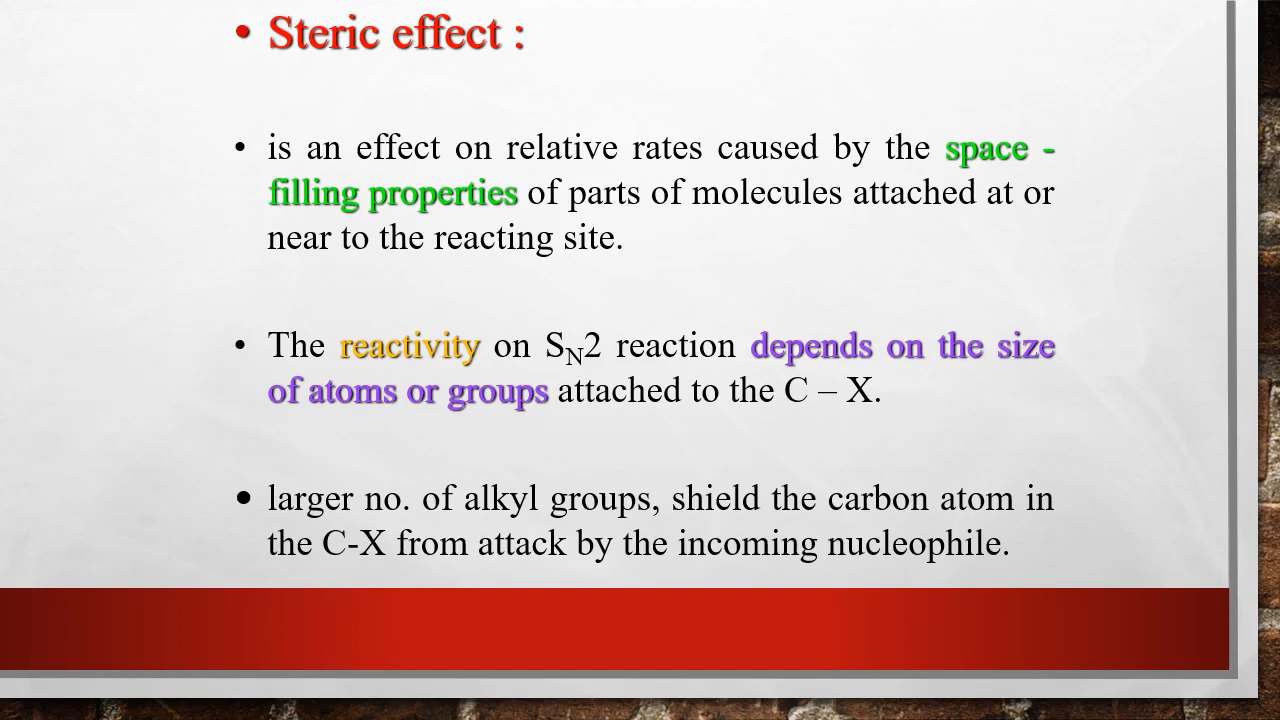 • Steric effect :
• is an effect on relative rates caused by the space -
filling properties of parts of molecules attached at or
near to the reacting site.
• The reactivity on SN2 reaction depends on the size
of atoms or groups attached to the C – X.
• larger no. of alkyl groups, shield the carbon atom in
the C-X from attack by the incoming nucleophile.